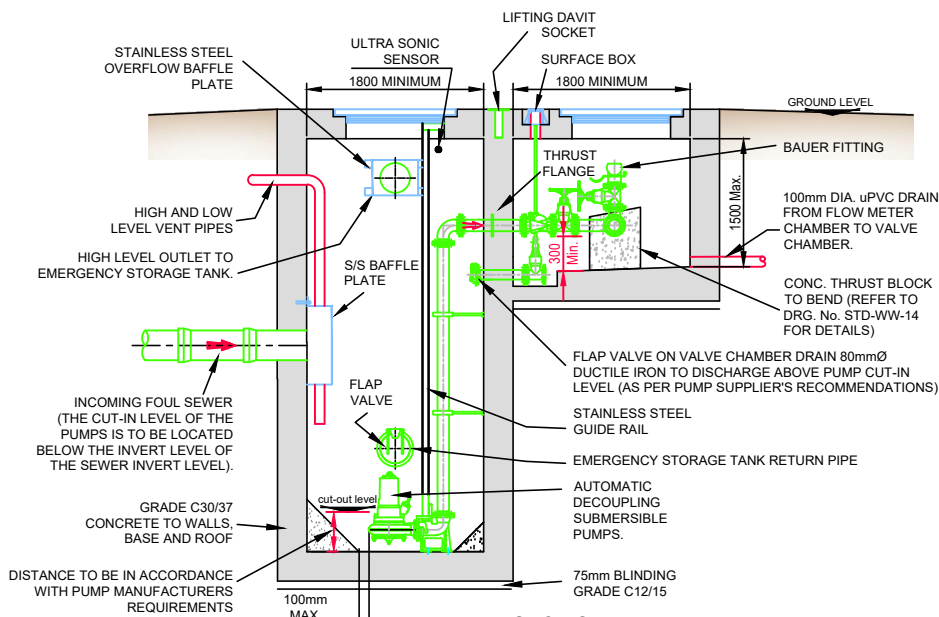 LIFTING DAVIT
SOCKET
STAINLESS STEEL
OVERFLOW BAFFLE
PLATE
ULTRA SONIC
SENSOR
SURFACE BOX
1800 MINIMUM
1800 MINIMUM
GROUND LEVEL
BAUER FITTING
THRUST
FLANGE
1500 Max.
HIGH AND LOW
LEVEL VENT PIPES
100mm DIA. uPVC DRAIN
FROM FLOW METER
CHAMBER TO VALVE
CHAMBER.
HIGH LEVEL OUTLET TO
EMERGENCY STORAGE TANK.
300
Min.
S/S BAFFLE
PLATE
CONC. THRUST BLOCK
TO BEND (REFER TO
DRG. No. STD-WW-14
FOR DETAILS)
FLAP VALVE ON VALVE CHAMBER DRAIN 80mmØ
DUCTILE IRON TO DISCHARGE ABOVE PUMP CUT-IN
LEVEL (AS PER PUMP SUPPLIER'S RECOMMENDATIONS)
INCOMING FOUL SEWER
(THE CUT-IN LEVEL OF THE
PUMPS IS TO BE LOCATED
BELOW THE INVERT LEVEL OF
THE SEWER INVERT LEVEL).
FLAP
VALVE
STAINLESS STEEL
GUIDE RAIL
EMERGENCY STORAGE TANK RETURN PIPE
cut-out level
AUTOMATIC
DECOUPLING
SUBMERSIBLE
PUMPS.
GRADE C30/37
CONCRETE TO WALLS,
BASE AND ROOF
DISTANCE TO BE IN ACCORDANCE
WITH PUMP MANUFACTURERS
REQUIREMENTS
75mm BLINDING
GRADE C12/15
100mm
MAX